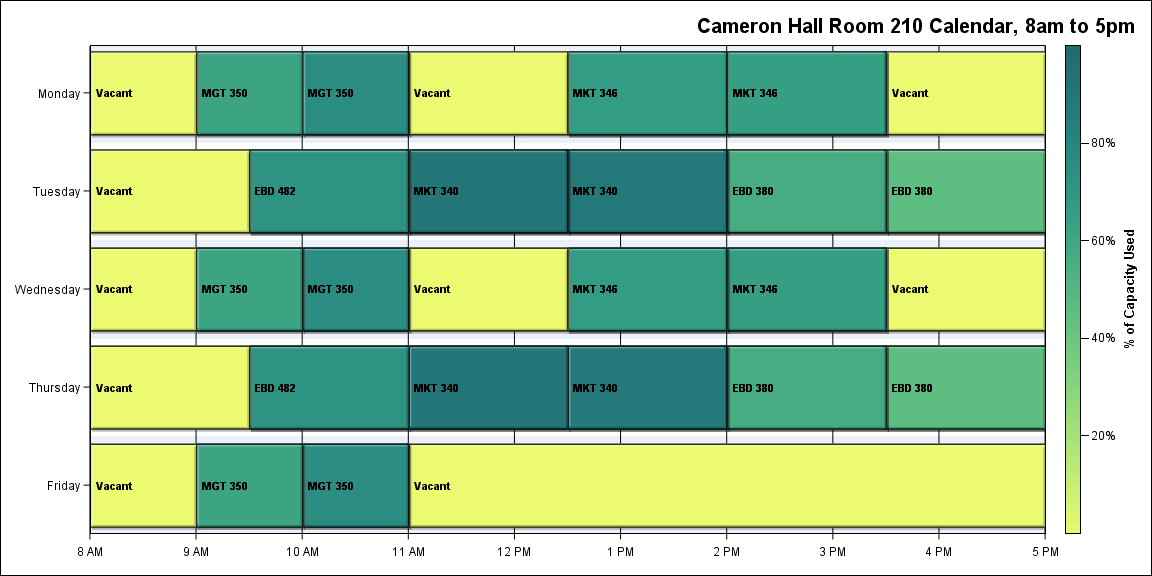 Cameron Hall Room 210 Calendar, 8am to 5pm
Monday
Vacant
MGT 350
MGT 350
Vacant
MKT 346
MKT 346
Vacant
Tuesday
Vacant
EBD 482
MKT 340
MKT 340
EBD 380
EBD 380
Wednesday
Vacant
MGT 350
MGT 350
Vacant
MKT 346
MKT 346
Vacant
Thursday
Vacant
EBD 482
MKT 340
MKT 340
EBD 380
EBD 380
Friday
Vacant
MGT 350
MGT 350
Vacant
8 AM
9 AM
10 AM
11 AM
12 PM
1 PM
2 PM
3 PM
4 PM
5 PM
80%
60%
40%
20%
% of Capacity Used